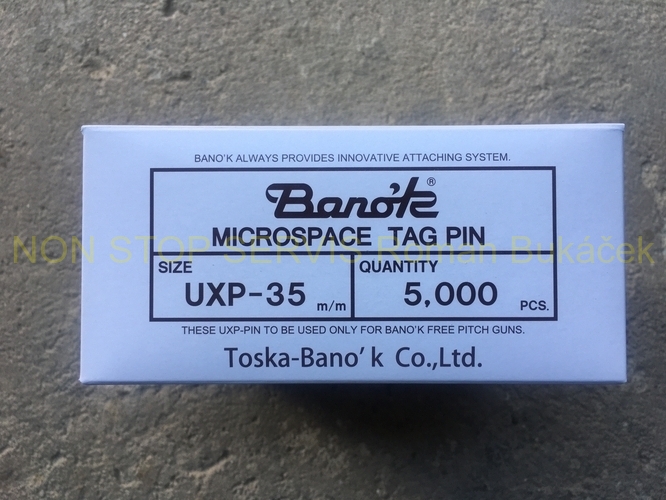 BANO'K ALWAYS PROVIDES INNOVATIVE ATTACHING SYSTEM.
Bano'k®
MICROSPACE TAG PIN
NON STOP SERVIS Roman Bukáček
SIZE
UXP-35 m/m
QUANTITY
5,000 PCS.
THESE UXP-PIN TO BE USED ONLY FOR BANO'K FREE PITCH GUNS.
Toska-Bano'k Co.,Ltd.